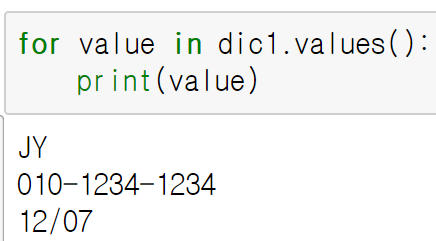 for value in dic1.values():
    print(value)
JY
010-1234-1234
12/07